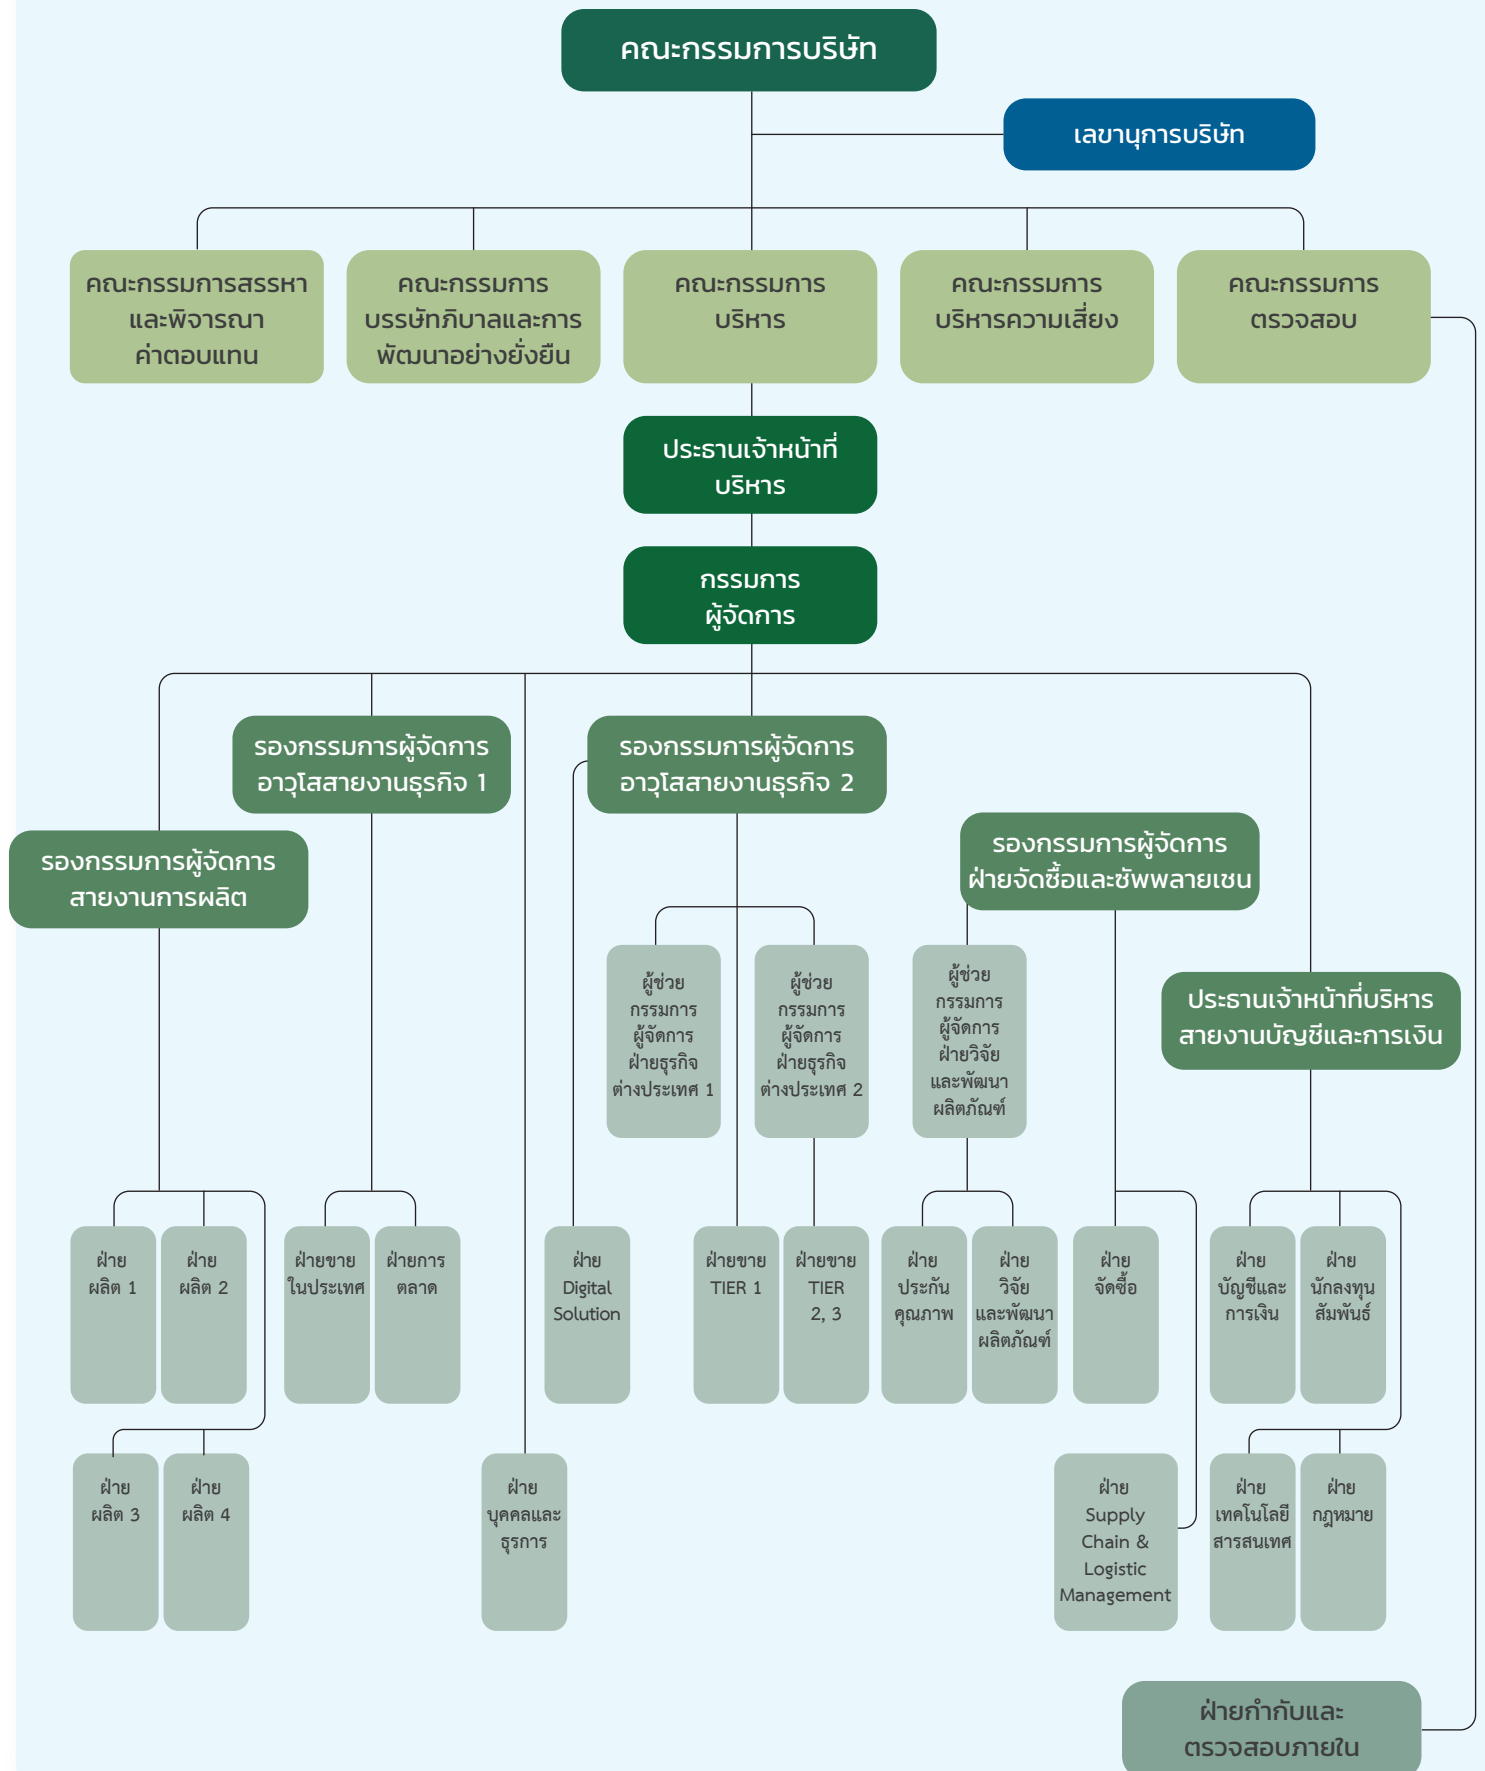 คณะกรรมการบริษัท
เลขานุการบริษัท
คณะกรรมการสรรหา
และพิจารณา
ค่าตอบแทน
คณะกรรมการ
บรรษัทภิบาลและการ
พัฒนาอย่างยั่งยืน
คณะกรรมการ
บริหาร
คณะกรรมการ
บริหารความเสี่ยง
คณะกรรมการ
ตรวจสอบ
ประธานเจ้าหน้าที่
บริหาร
กรรมการ
ผู้จัดการ
รองกรรมการผู้จัดการ
อาวุโสสายงานธุรกิจ 1
รองกรรมการผู้จัดการ
อาวุโสสายงานธุรกิจ 2
รองกรรมการผู้จัดการ
สายงานการผลิต
รองกรรมการผู้จัดการ
ฝ่ายจัดซื้อและซัพพลายเชน
ผู้ช่วย
กรรมการ
ผู้จัดการ
ฝ่ายธุรกิจ
ต่างประเทศ 1
ผู้ช่วย
กรรมการ
ผู้จัดการ
ฝ่ายธุรกิจ
ต่างประเทศ 2
ผู้ช่วย
กรรมการ
ผู้จัดการ
ฝ่ายวิจัย
และพัฒนา
ผลิตภัณฑ์
ประธานเจ้าหน้าที่บริหาร
สายงานบัญชีและการเงิน
ฝ่าย
ผลิต 1
ฝ่าย
ผลิต 2
ฝ่ายขาย
ในประเทศ
ฝ่ายการ
ตลาด
ฝ่าย
Digital
Solution
ฝ่ายขาย
TIER 1
ฝ่ายขาย
TIER
2, 3
ฝ่าย
ประกัน
คุณภาพ
ฝ่าย
วิจัย
และพัฒนา
ผลิตภัณฑ์
ฝ่าย
จัดซื้อ
ฝ่าย
บัญชีและ
การเงิน
ฝ่าย
นักลงทุน
สัมพันธ์
ฝ่าย
ผลิต 3
ฝ่าย
ผลิต 4
ฝ่าย
บุคคลและ
ธุรการ
ฝ่าย
Supply
Chain &
Logistic
Management
ฝ่าย
เทคโนโลยี
สารสนเทศ
ฝ่าย
กฎหมาย
ฝ่ายกำกับและ
ตรวจสอบภายใน